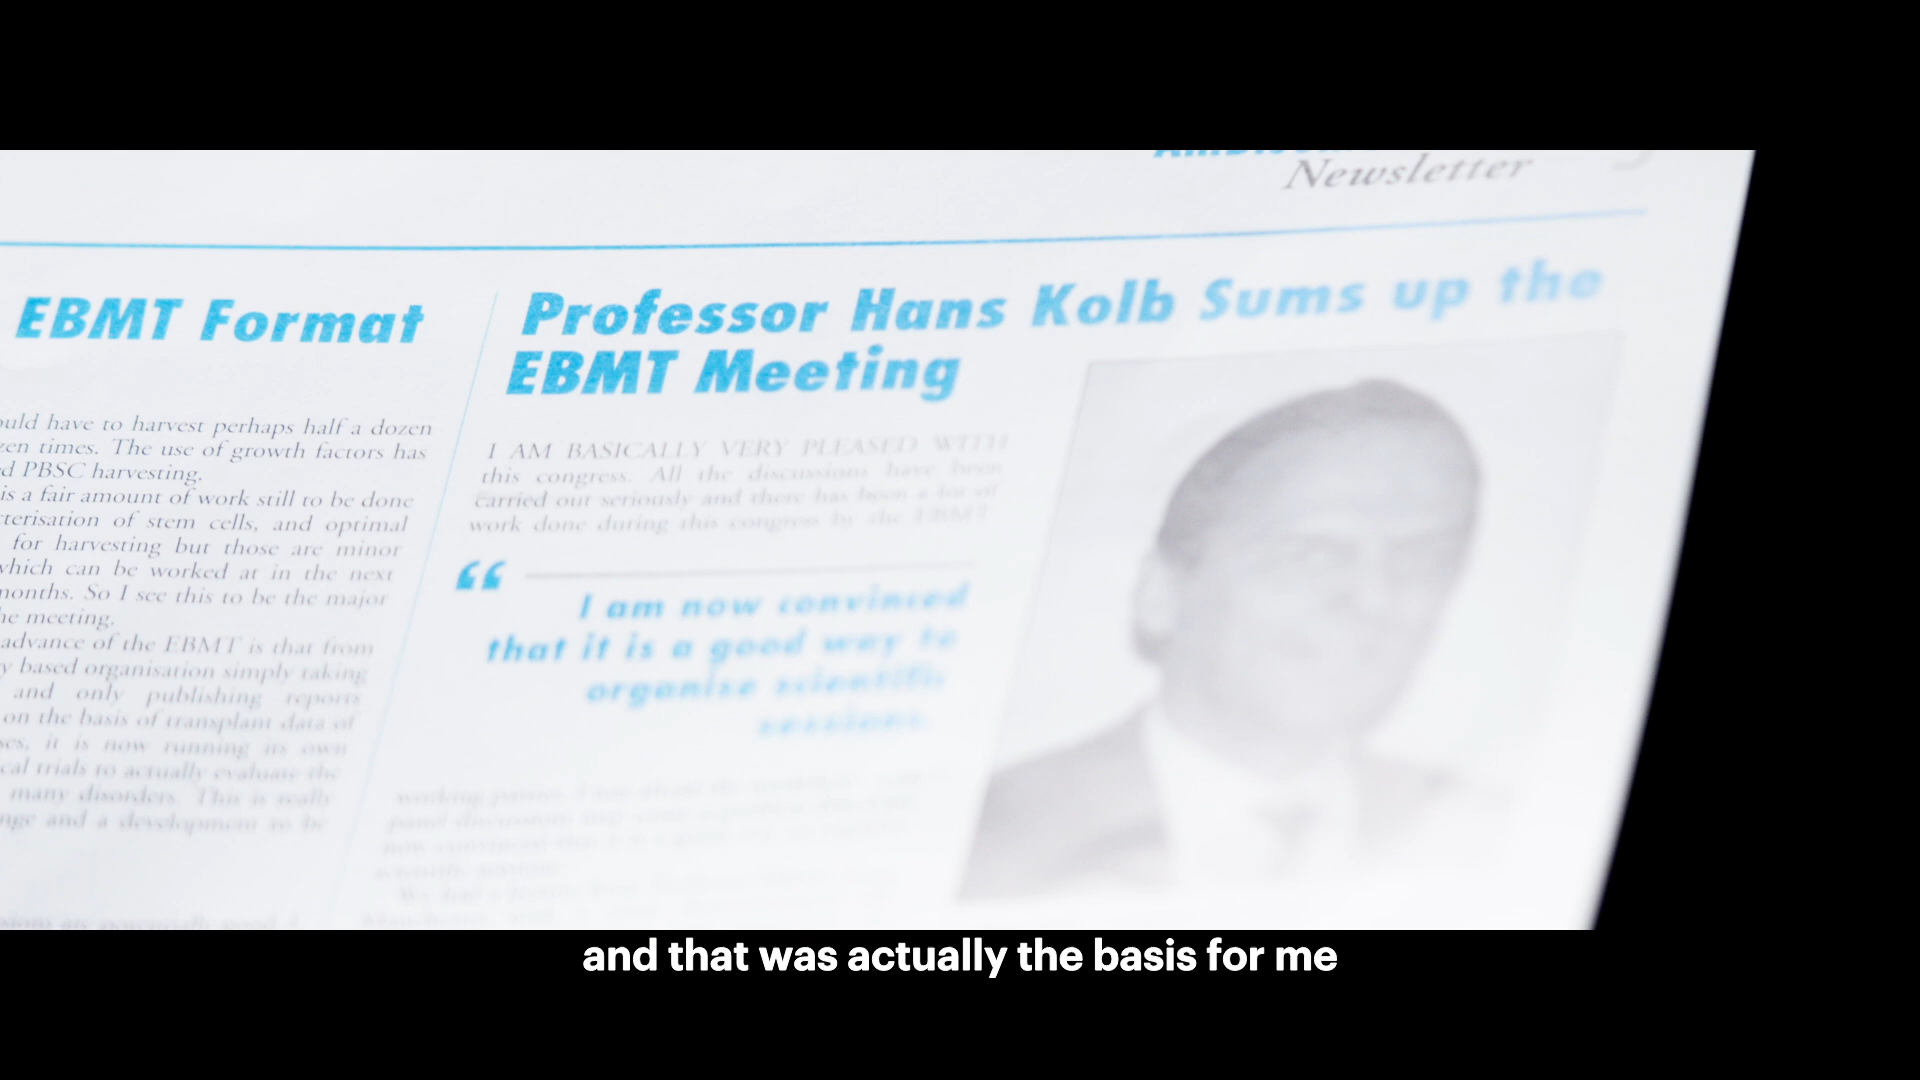 Newsletter
EBMT Format
ould have to harvest perhaps half a dozen
zen times. The use of growth factors has
d PBSC harvesting.
is a fair amount of work still to be done
terisation of stem cells, and optimal
for harvesting but those are minor
which can be worked at in the next
months. So I see this to be the major
he meeting.
advance of the EBMT is that from
y based organisation simply taking
and only publishing reports
on the basis of transplant data of
ses, it is now running its own
cal trials to actually evaluate the
many disorders. This is really
nge and a development to be
Professor Hans Kolb Sums up the
EBMT Meeting
I AM BASICALLY VERY PLEASED WITH
this congress. All the discussions have been
carried out seriously and there has been a lot of
work done during this congress by the EBMT
“
I am now convinced
that it is a good way to
organise scientific
sessions.
and that was actually the basis for me